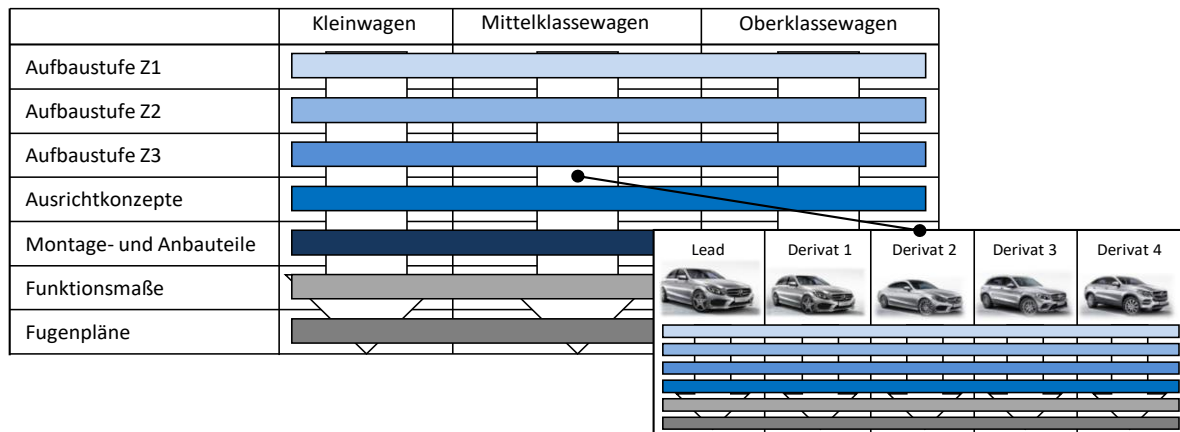 Kleinwagen Mittelklassewagen Oberklassewagen
Aufbaustufe Z1
Aufbaustufe Z2
Aufbaustufe Z3
Ausrichtkonzepte
Montage- und Anbauteile
Funktionsmaße
Fugenpläne
Lead Derivat 1 Derivat 2 Derivat 3 Derivat 4